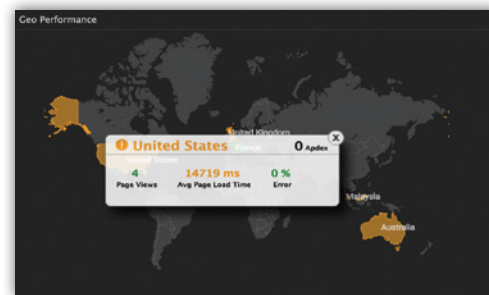 Geo Performance
United Kingdom
France
United States
0 Apdex
X
United States
4
14719 ms
0 %
Page Views
Avg Page Load Time
Error
Malaysia
Australia